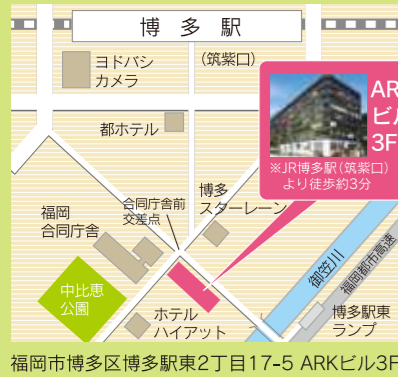 博多駅
ヨドバシ
カメラ
(筑紫口)
都ホテル
AR
ビル
3F
※JR博多駅(筑紫口)
より徒歩約3分
博多
スターレーン
合同庁舎前
交差点
福岡
合同庁舎
中比恵
公園
ホテル
ハイアット
御笠川
福岡都市高速
博多駅東
ランプ
福岡市博多区博多駅東2丁目17-5 ARKビル3F